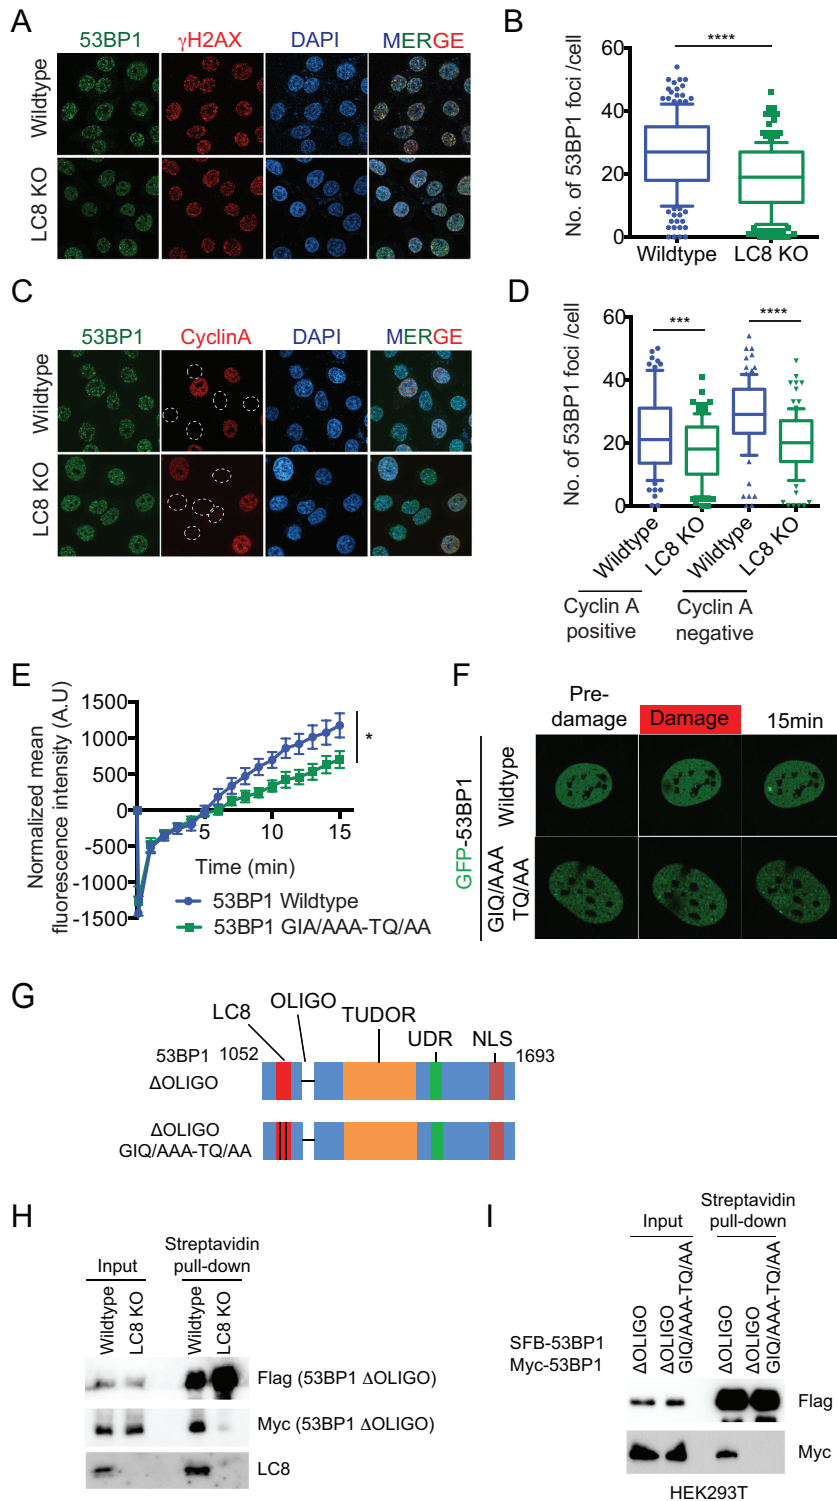 A
53BP1 γH2AX DAPI MERGE
Wildtype
LC8 KO
B
No. of 53BP1 foci /cell
60
40
20
0
****
Wildtype LC8 KO
C
53BP1 CyclinA DAPI MERGE
Wildtype
LC8 KO
D
No. of 53BP1 foci /cell
60
40
20
0
*** ****
Wildtype LC8 KO Wildtype LC8 KO
Cyclin A positive
Cyclin A negative
E
Normalized mean
fluorescence intensity (A.U)
1500
1000
500
0
-500
-1000
-1500
5 10 15
*
Time (min)
53BP1 Wildtype
53BP1 GIA/AAA-TQ/AA
F
Pre-damage Damage 15min
GFP-53BP1
Wildtype
GIQ/AAA
TQ/AA
G
LC8 OLIGO TUDOR UDR NLS
53BP1 1052 1693
ΔOLIGO
ΔOLIGO
GIQ/AAA-TQ/AA
H
Input
Streptavidin
pull-down
Wildtype LC8 KO Wildtype LC8 KO
Flag (53BP1 ΔOLIGO)
Myc (53BP1 ΔOLIGO)
LC8
I
Input
Streptavidin
pull-down
SFB-53BP1
Myc-53BP1
ΔOLIGO
ΔOLIGO
GIQ/AAA-TQ/AA
ΔOLIGO
ΔOLIGO
GIQ/AAA-TQ/AA
Flag
Myc
HEK293T